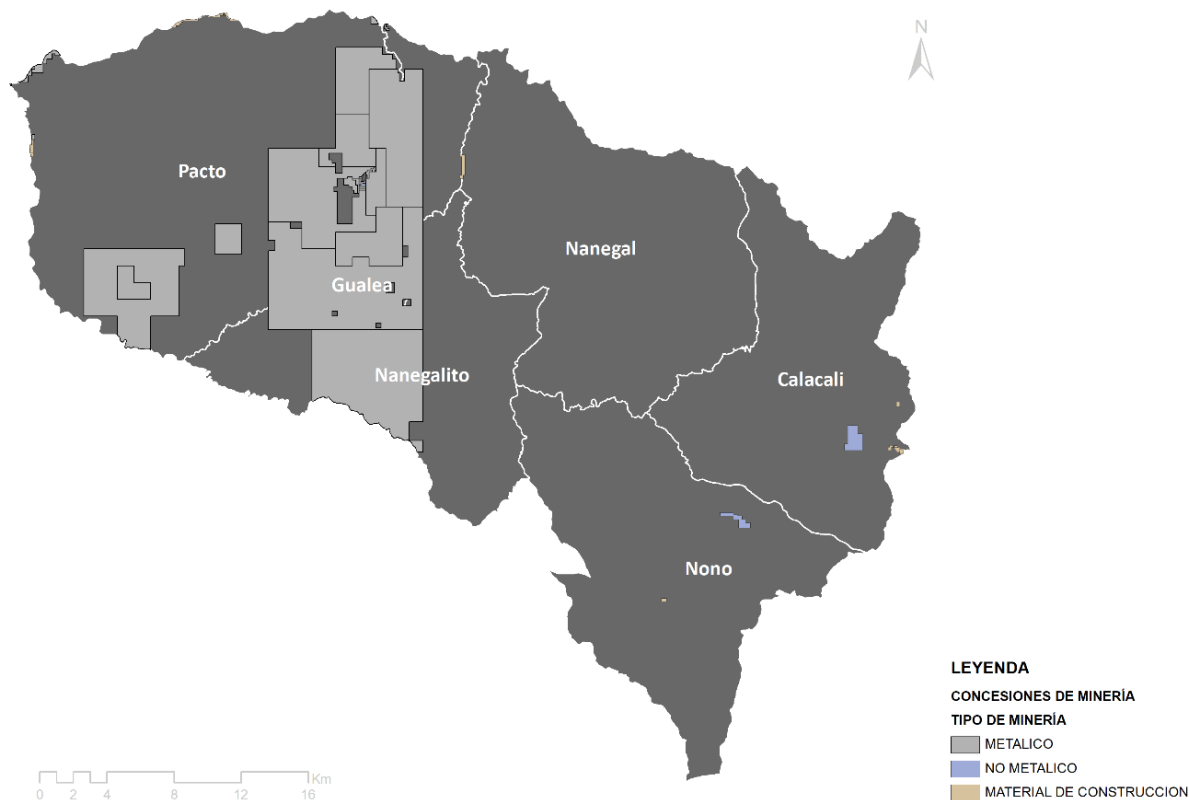 N
Pacto
Nanegal
Gualea
Nanegalito
Calacali
Nono
LEYENDA
CONCESIONES DE MINERÍA
TIPO DE MINERÍA
METALICO
NO METALICO
MATERIAL DE CONSTRUCCION
Km
0 2 4 8 12 16